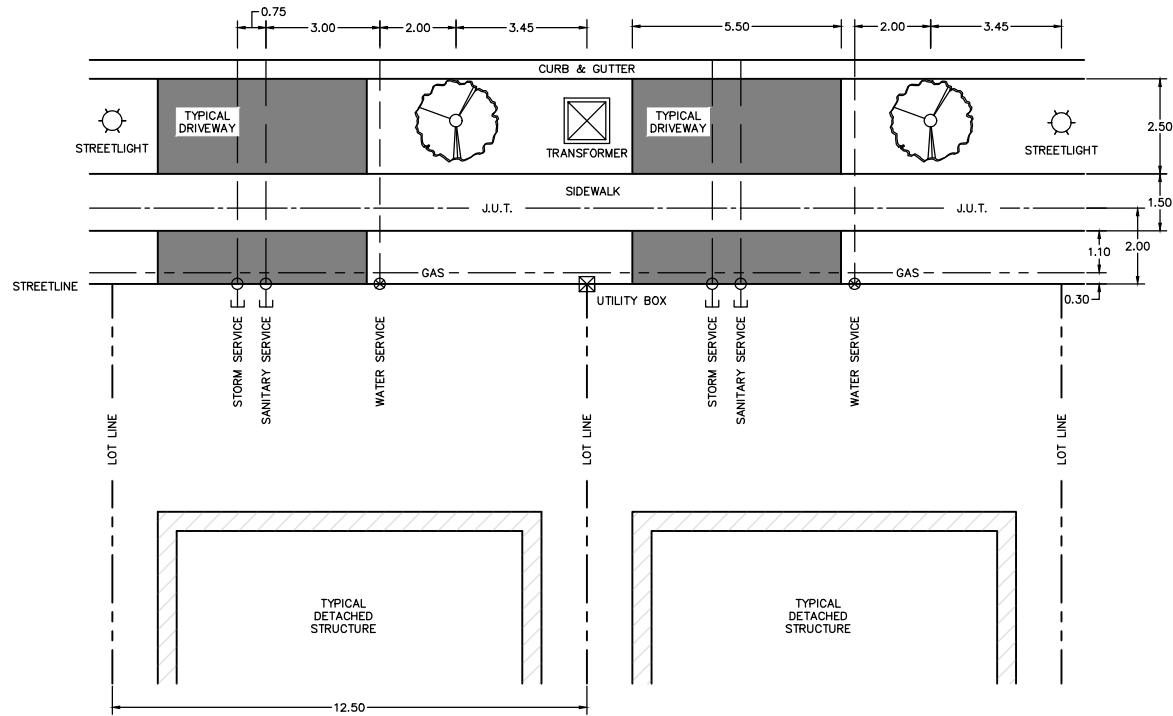 0.75
3.00
2.00
3.45
5.50
2.00
3.45
CURB & GUTTER
TYPICAL
DRIVEWAY
TYPICAL
DRIVEWAY
2.50
STREETLIGHT
TRANSFORMER
STREETLIGHT
SIDEWALK
1.50
J.U.T.
J.U.T.
2.00
1.10
GAS
GAS
STREETLINE
UTILITY BOX
0.30
STORM SERVICE
SANITARY SERVICE
WATER SERVICE
STORM SERVICE
SANITARY SERVICE
WATER SERVICE
LOT LINE
LOT LINE
LOT LINE
TYPICAL
DETACHED
STRUCTURE
TYPICAL
DETACHED
STRUCTURE
12.50